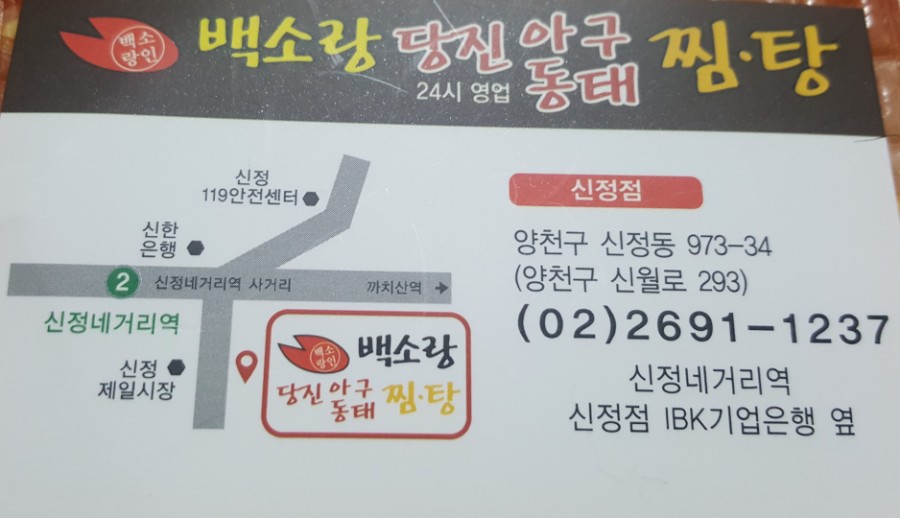 백소랑인
백소랑 당진 아구 동태 찜·탕
24시 영업
신정
119안전센터
신한
은행
2 신정네거리역 사거리 까치산역
신정네거리역
신정
제일시장
백소랑인
백소랑
당진 아구 동태 찜·탕
신정점
양천구 신정동 973-34
(양천구 신월로 293)
(02)2691-1237
신정네거리역
신정점 IBK기업은행 옆